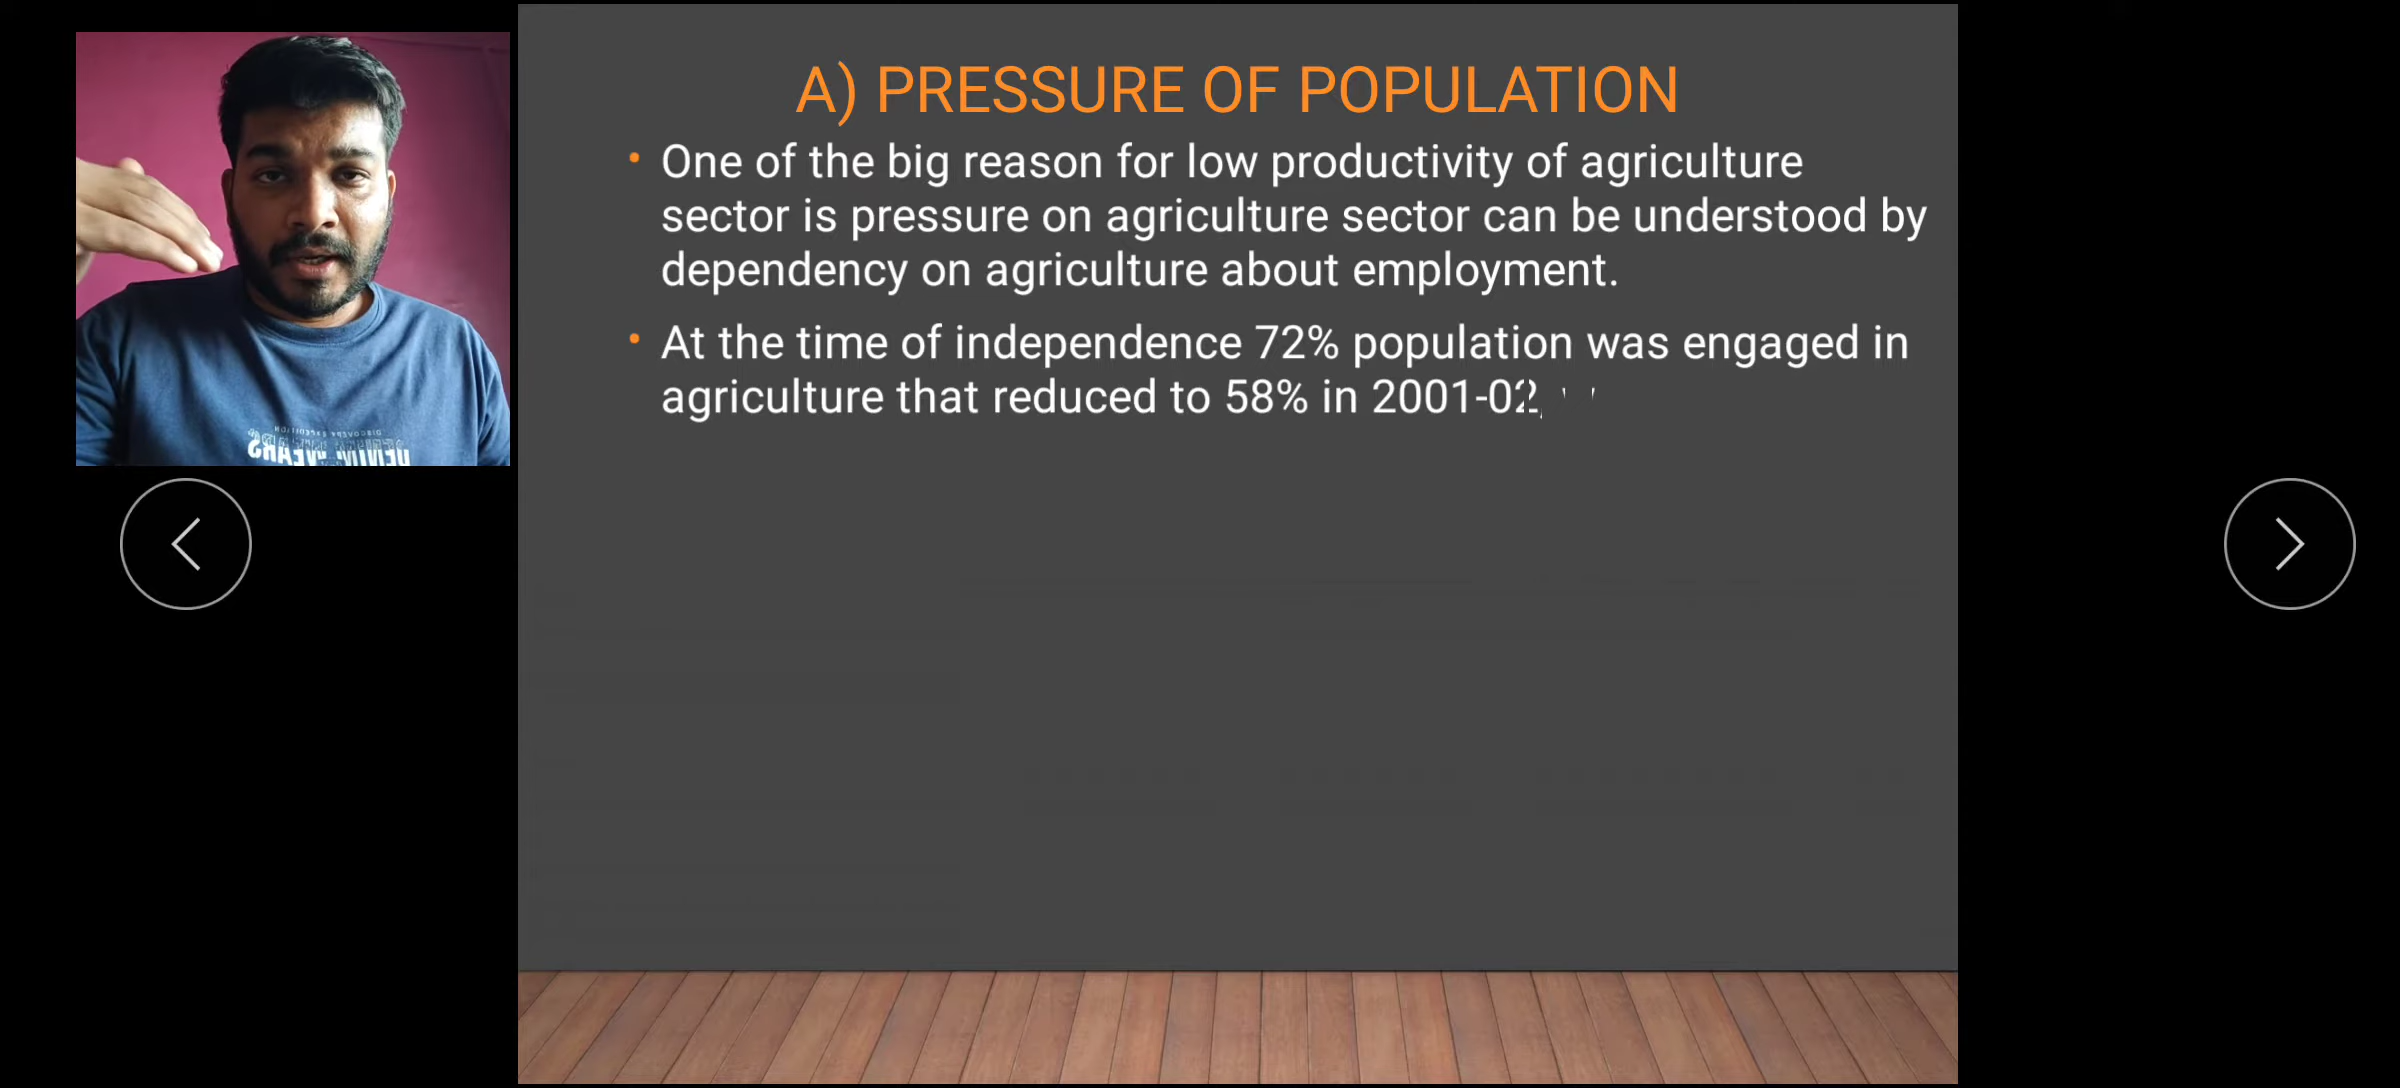 A) PRESSURE OF POPULATION
• One of the big reason for low productivity of agriculture
sector is pressure on agriculture sector can be understood by
dependency on agriculture about employment.
• At the time of independence 72% population was engaged in
agriculture that reduced to 58% in 2001-02,
DISCOVERY EXPEDITION